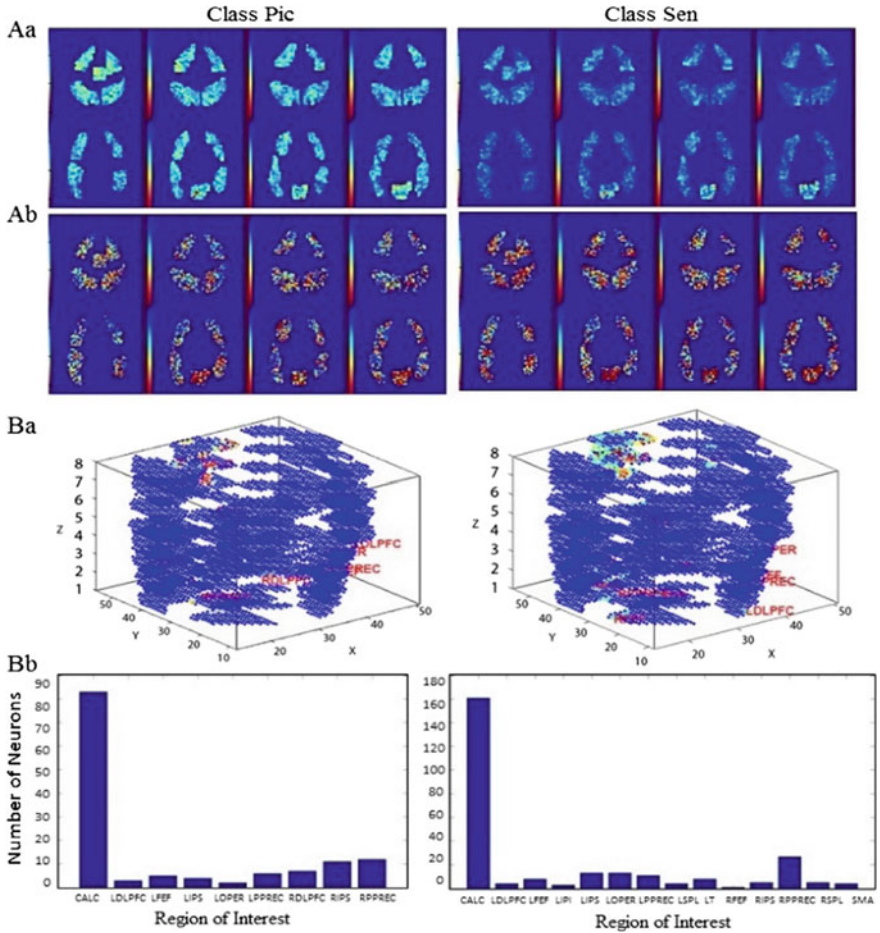 Class Pic Class Sen
Aa
Ab
Ba
8 7 6 5 4 3 2 1
Z
50 40 30 20 10
Y
20 30 40 50
X
LDLPFC
R
PREC
RDLPFC
8 7 6 5 4 3 2 1
Z
50 40 30 20 10
Y
20 30 40 50
X
PER
REC
LDLPFC
Bb
Number of Neurons
90 80 70 60 50 40 30 20 10 0
CALC LDLPFC LFEF LIPS LOPER LPPREC RDLPFC RIPS RPPREC
Region of Interest
180 160 140 120 100 80 60 40 20 0
CALC LDLPFC LFEF LIPI LIPS LOPER LPPREC LSPL LT RFEF RIPS RPPREC RSPL SMA
Region of Interest